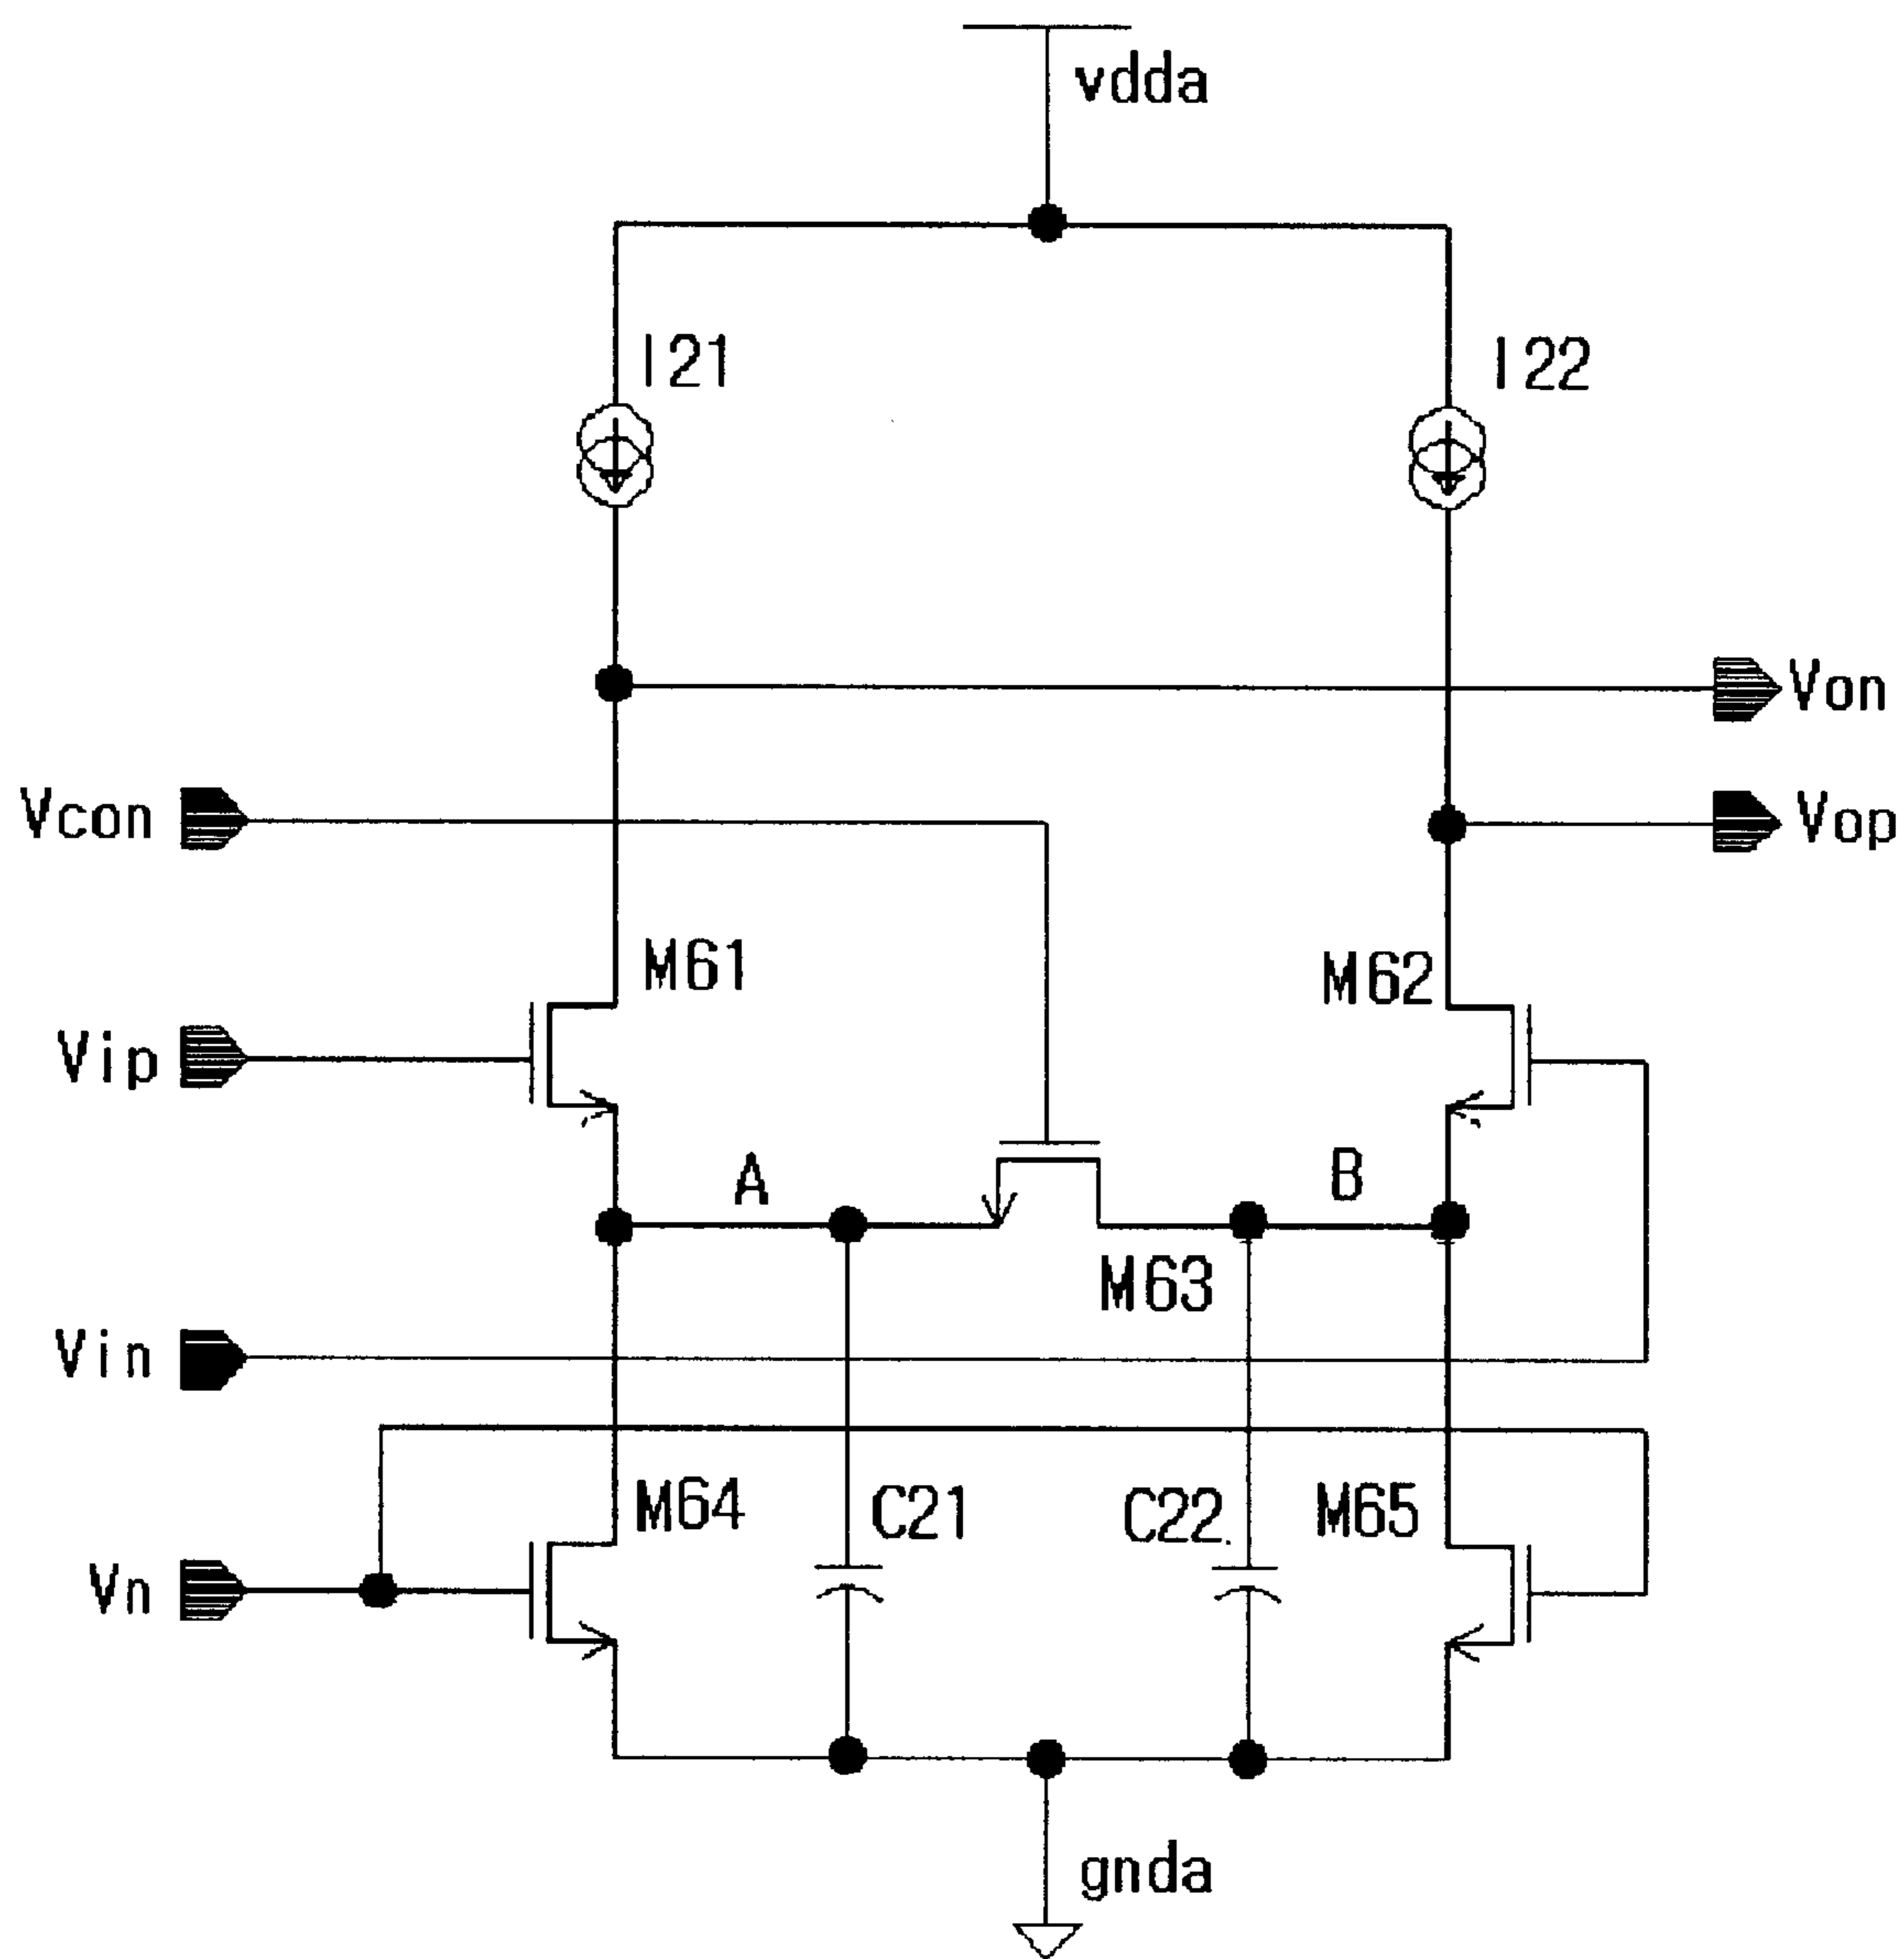 vdda
I21
I22
Von
Vcon
Vop
M61
M62
Vip
A
B
M63
Vin
M64
C21
C22.
M65
Vn
gnda